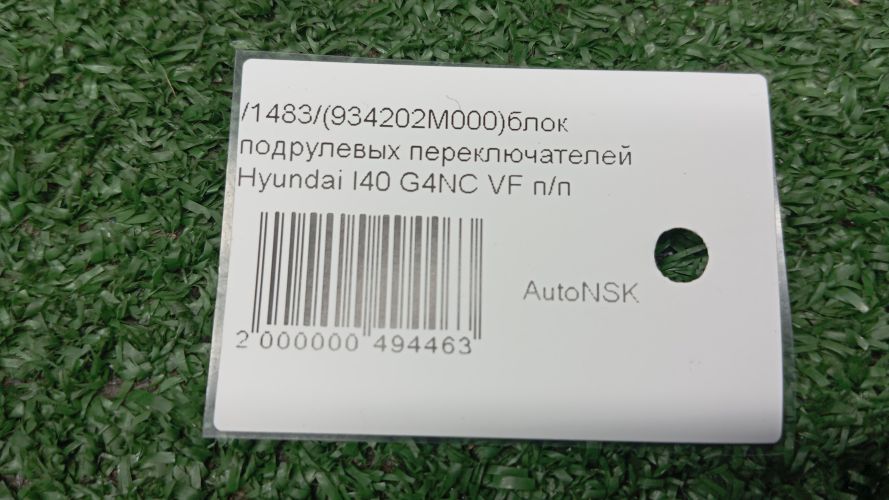 /1483/(934202M000)блок
подрулевых переключателей
Hyundai I40 G4NC VF п/п
AutoNSK
2 000000 494463